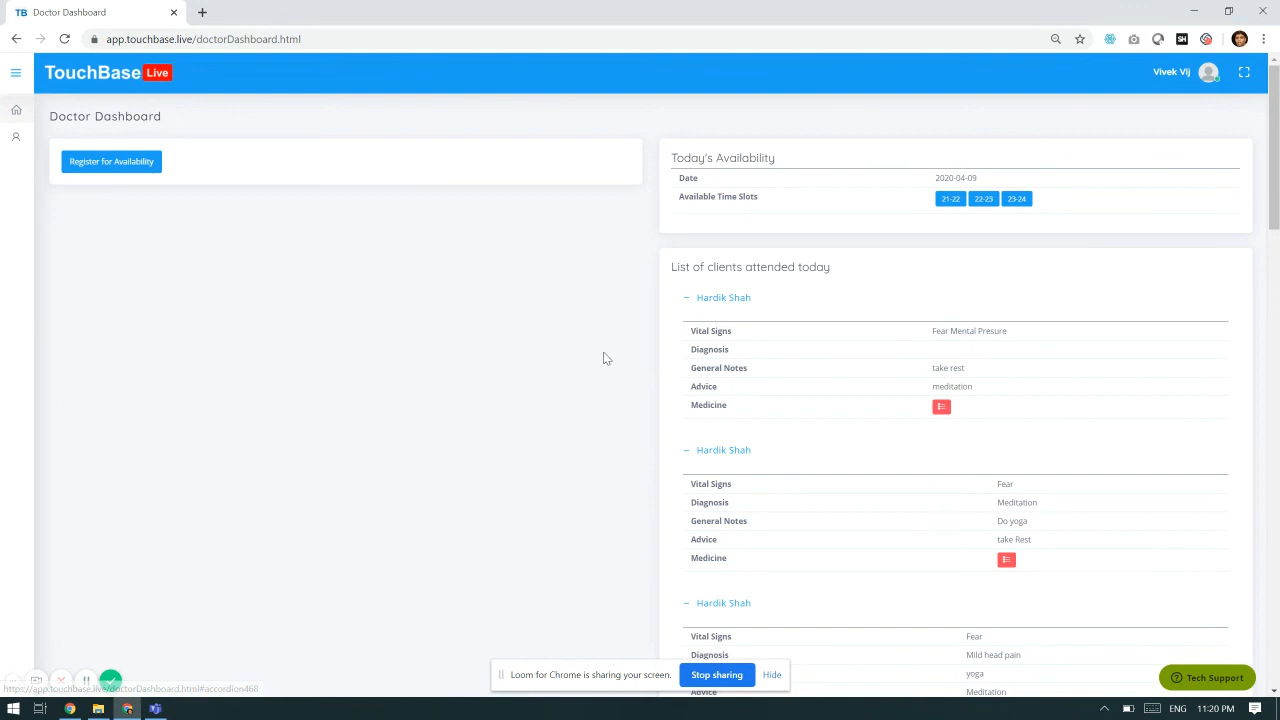 TB Doctor Dashboard
app.touchbase.live/doctorDashboard.html
SH
TouchBase Live
Vivek Vij
Doctor Dashboard
Register for Availability
Today's Availability
Date 2020-04-09
Available Time Slots 21-22 22-23 23-24
List of clients attended today
− Hardik Shah
Vital Signs Fear Mental Presure
Diagnosis
General Notes take rest
Advice meditation
Medicine
− Hardik Shah
Vital Signs Fear
Diagnosis Meditation
General Notes Do yoga
Advice take Rest
Medicine
− Hardik Shah
Vital Signs Fear
Diagnosis Mild head pain
yoga
Advice Meditation
Loom for Chrome is sharing your screen. Stop sharing Hide
Tech Support
https://app.touchbase.live/doctorDashboard.html#accordion468
ENG 11:20 PM